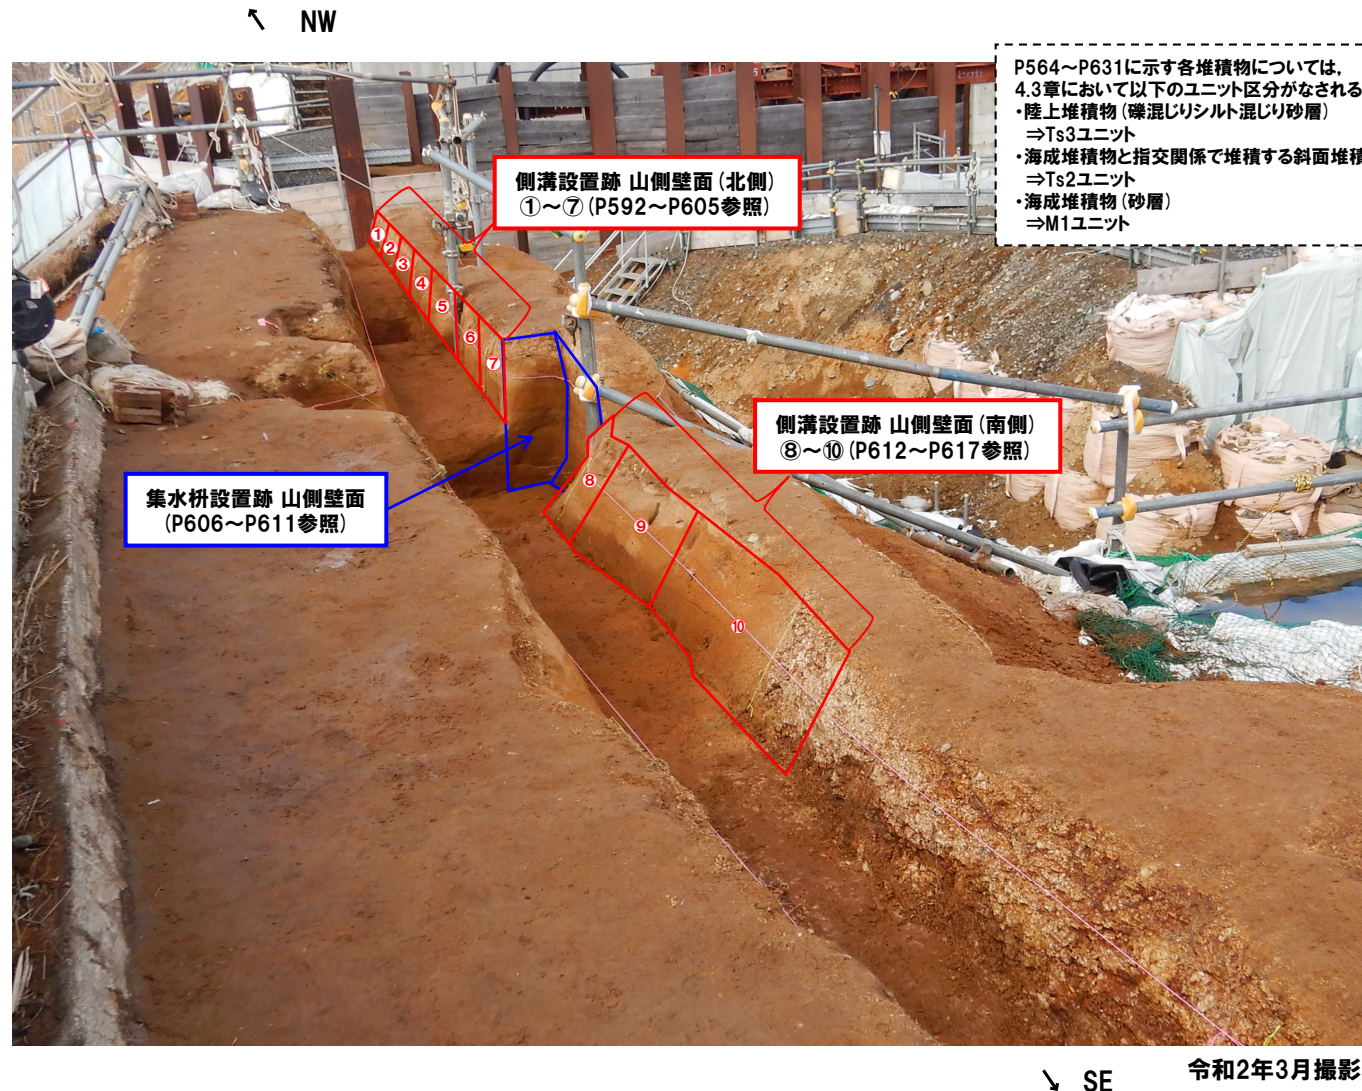 NW
P564～P631に示す各堆積物については，
4.3章において以下のユニット区分がなされる
・陸上堆積物（礫混じりシルト混じり砂層）
⇒Ts3ユニット
・海成堆積物と指交関係で堆積する斜面堆積
⇒Ts2ユニット
・海成堆積物（砂層）
⇒M1ユニット
側溝設置跡 山側壁面（北側）
①～⑦（P592～P605参照）
①
②
③
④
⑤
⑥
⑦
側溝設置跡 山側壁面（南側）
⑧～⑩（P612～P617参照）
集水枡設置跡 山側壁面
（P606～P611参照）
⑧
⑨
⑩
令和2年3月撮影
SE